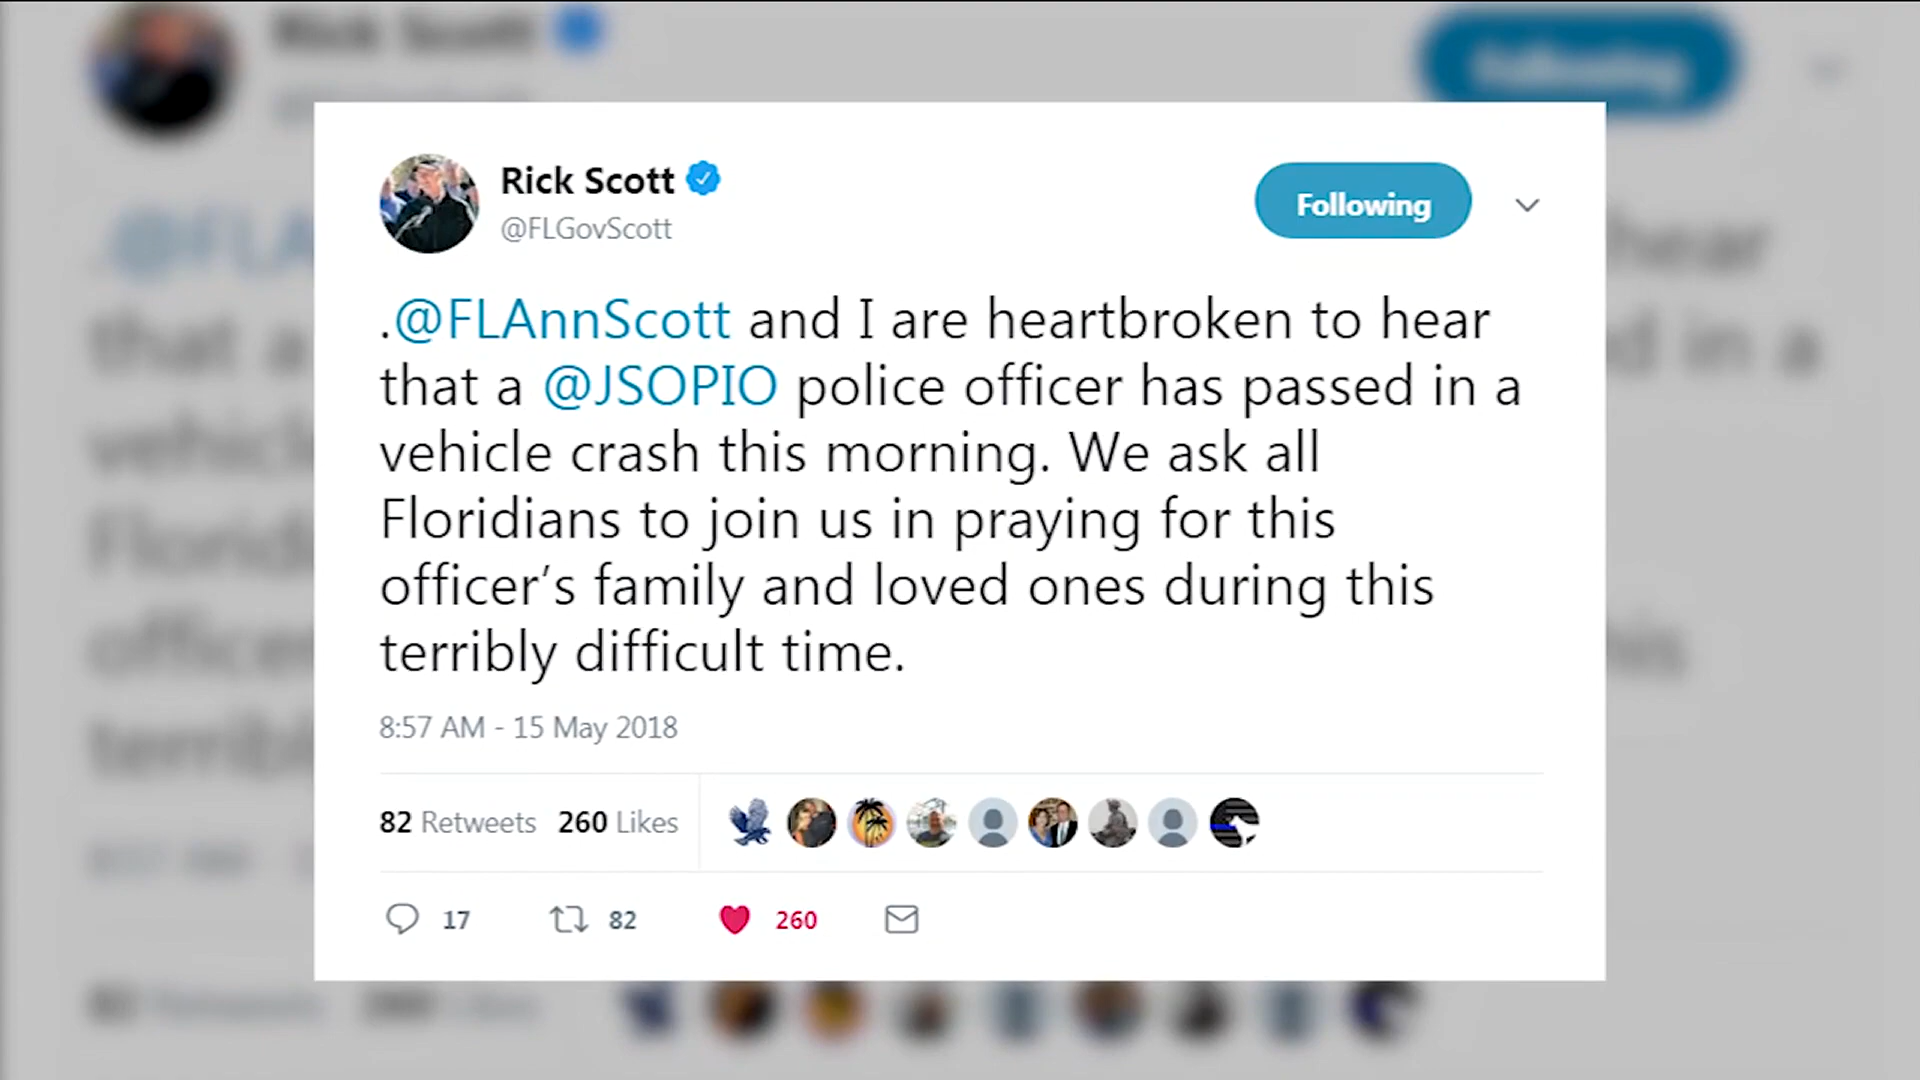 Rick Scott
@FLGovScott
Following
.@FLAnnScott and I are heartbroken to hear
that a @JSOPIO police officer has passed in a
vehicle crash this morning. We ask all
Floridians to join us in praying for this
officer’s family and loved ones during this
terribly difficult time.
8:57 AM - 15 May 2018
82 Retweets 260 Likes
17 82 260